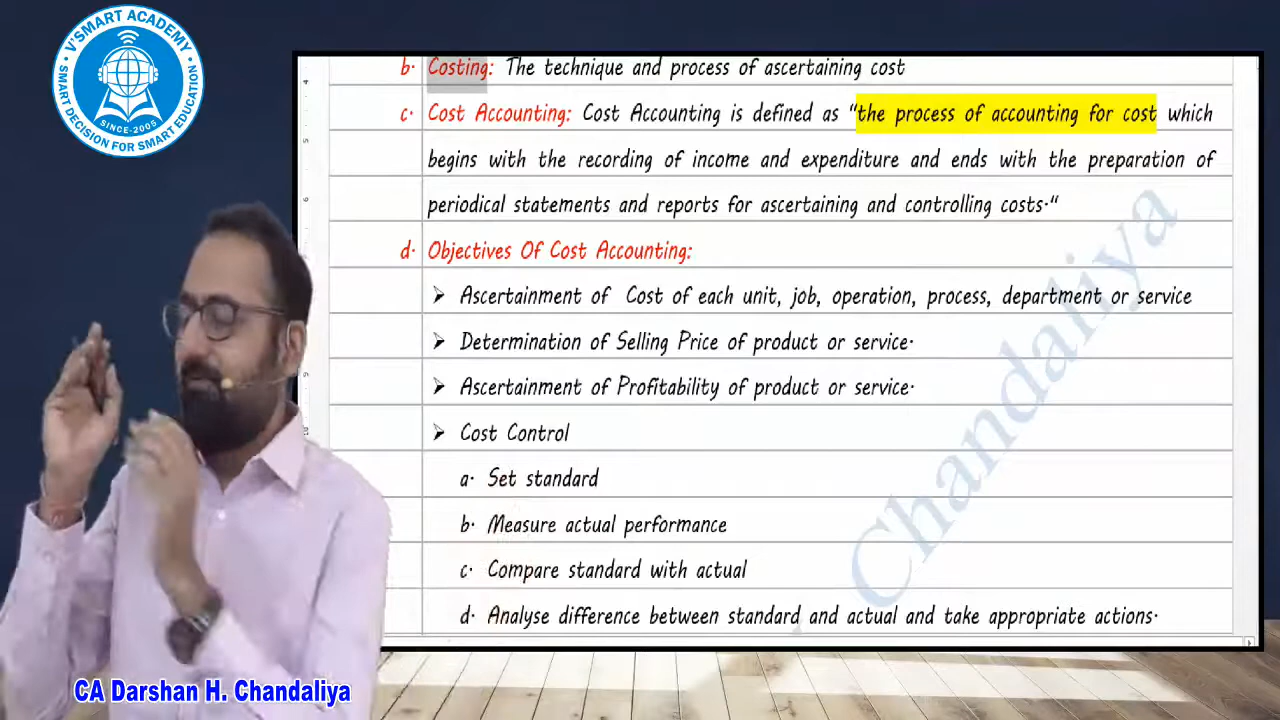 V'SMART ACADEMY
SMART DECISION FOR SMART EDUCATION
SINCE-2005
b. Costing: The technique and process of ascertaining cost
c. Cost Accounting: Cost Accounting is defined as "the process of accounting for cost which
begins with the recording of income and expenditure and ends with the preparation of
periodical statements and reports for ascertaining and controlling costs."
d. Objectives Of Cost Accounting:
➢ Ascertainment of Cost of each unit, job, operation, process, department or service
➢ Determination of Selling Price of product or service.
➢ Ascertainment of Profitability of product or service.
➢ Cost Control
a. Set standard
b. Measure actual performance
c. Compare standard with actual
d. Analyse difference between standard and actual and take appropriate actions.
Chandaliya
CA Darshan H. Chandaliya